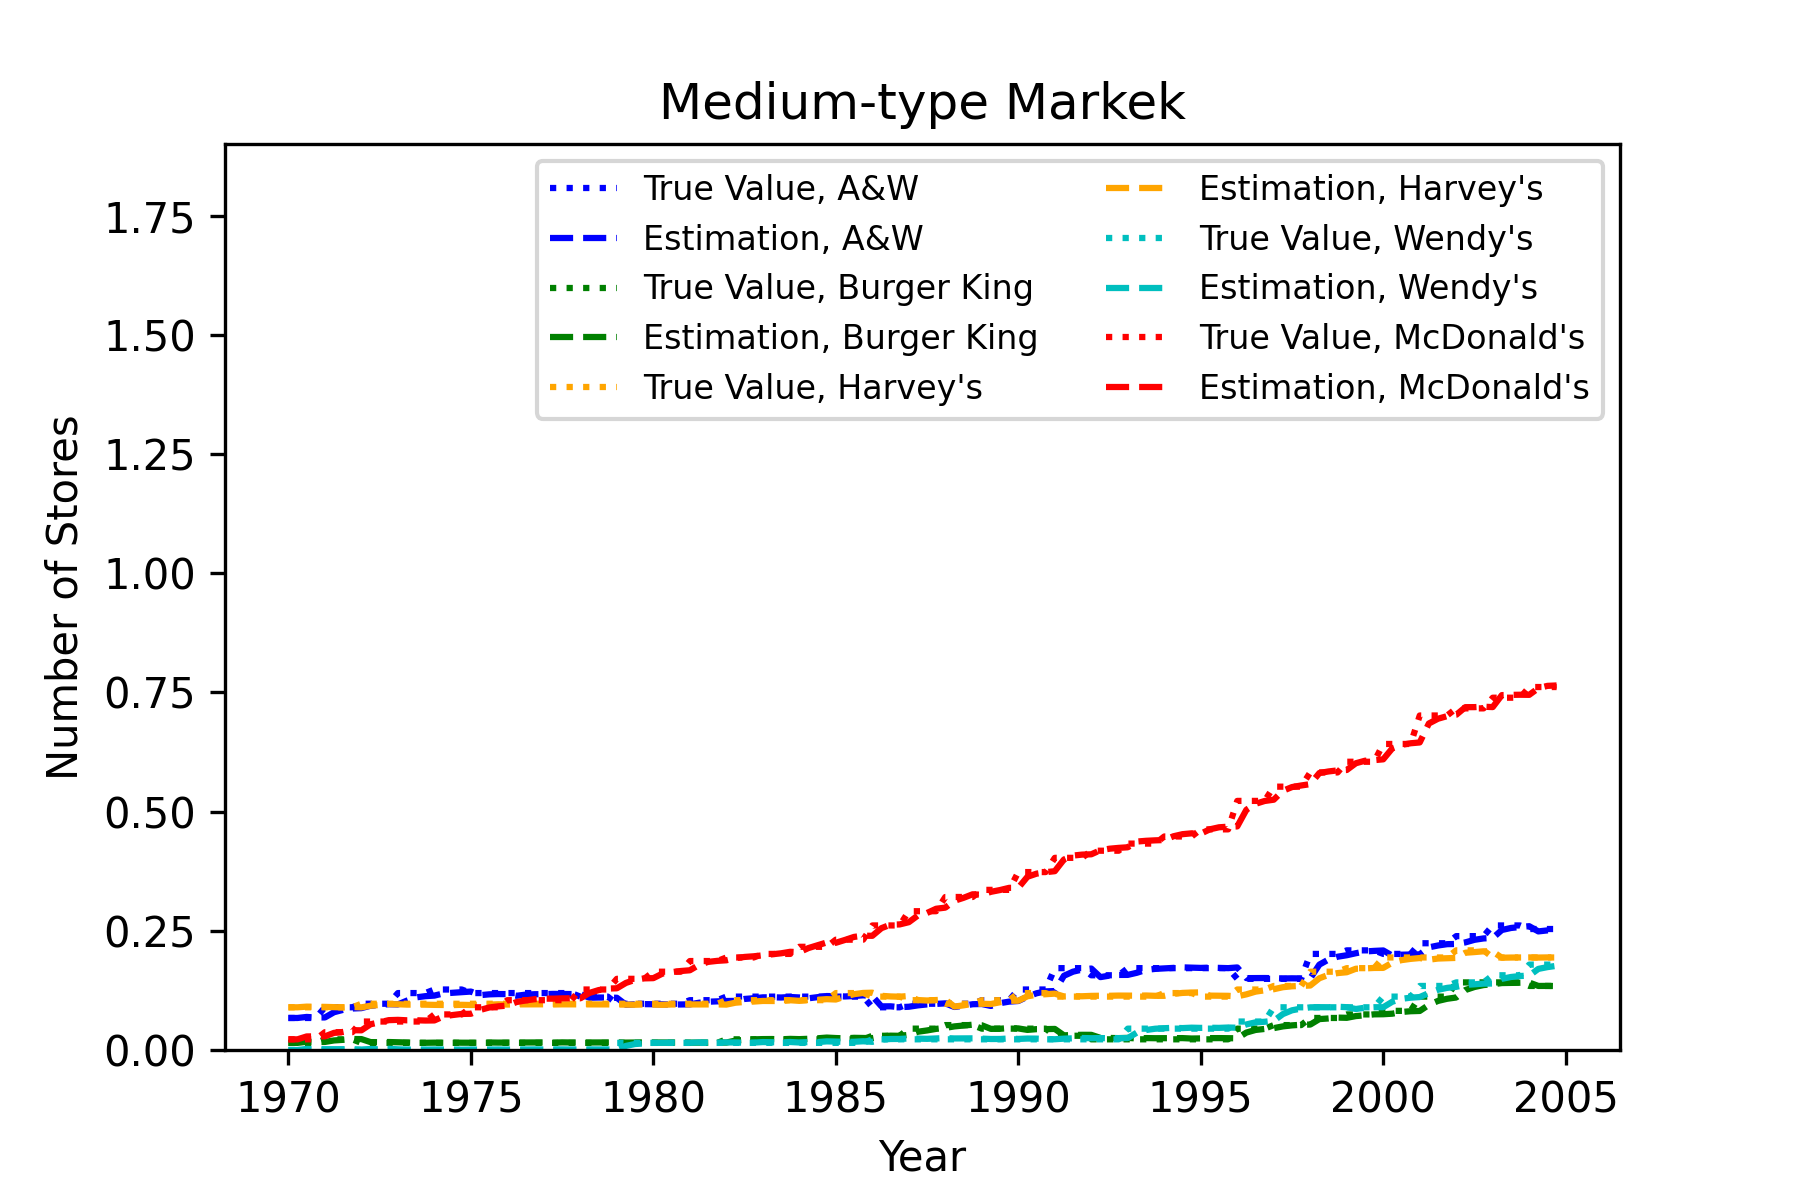 Medium-type Markek
True Value, A&W
Estimation, A&W
True Value, Burger King
Estimation, Burger King
True Value, Harvey's
Estimation, Harvey's
True Value, Wendy's
Estimation, Wendy's
True Value, McDonald's
Estimation, McDonald's
Number of Stores
1.75
1.50
1.25
1.00
0.75
0.50
0.25
0.00
1970 1975 1980 1985 1990 1995 2000 2005
Year